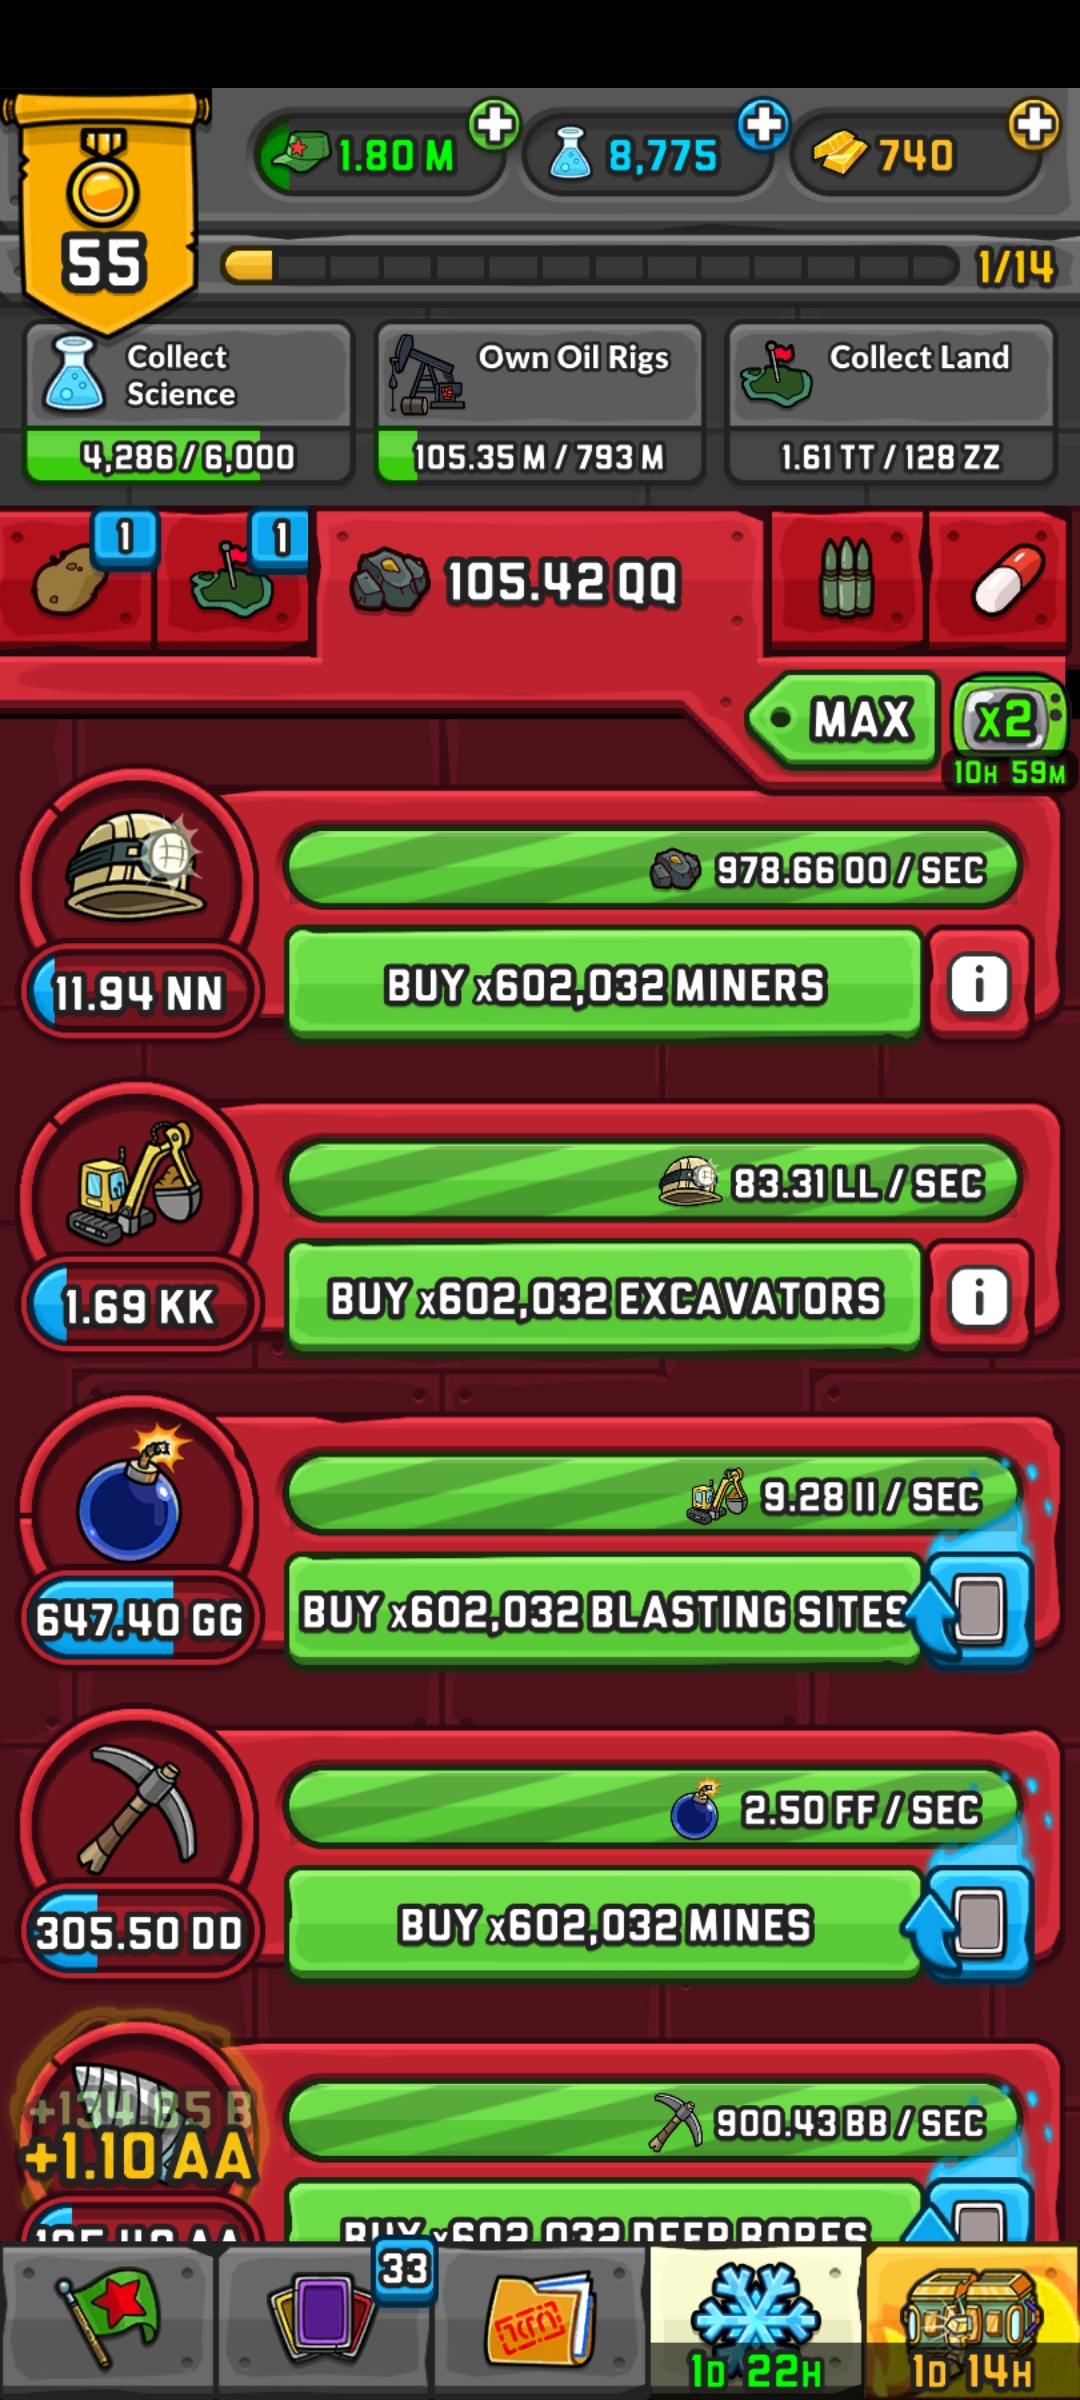 1.80 M
8,775
740
55
1/14
Collect
Science
4,286 / 6,000
Own Oil Rigs
105.35 M / 793 M
Collect Land
1.61 TT / 128 ZZ
1
1
105.42 QQ
MAX
x2
10H 59M
978.66 OO / SEC
11.94 NN
BUY x602,032 MINERS
i
83.31 LL / SEC
1.69 KK
BUY x602,032 EXCAVATORS
i
9.28 II / SEC
647.40 GG
BUY x602,032 BLASTING SITES
2.50 FF / SEC
305.50 DD
BUY x602,032 MINES
+134.85 B
+1.10 AA
900.43 BB / SEC
BUY x602,032 DEEP BORES
33
1D 22H
1D 14H